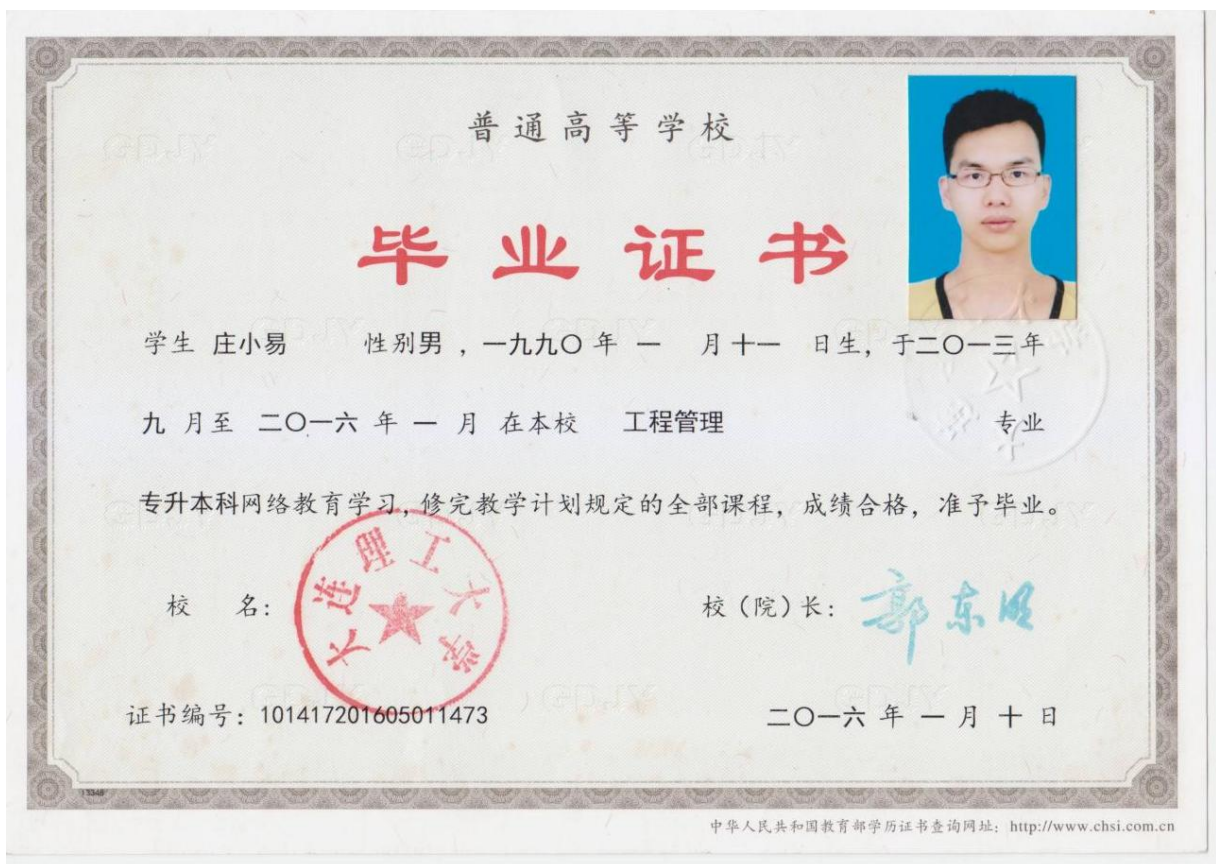 普通高等学校
毕业证书
学生 庄小易 性别男，一九九〇年 一 月十一 日生，于二〇一三年
九 月至 二〇一六 年 一 月 在本校 工程管理 专业
专升本科网络教育学习，修完教学计划规定的全部课程，成绩合格，准予毕业。
校 名：
大连理工大学
校（院）长：郭东明
证书编号：101417201605011473
二〇一六 年 一 月 十 日
13348
中华人民共和国教育部学历证书查询网址：http://www.chsi.com.cn